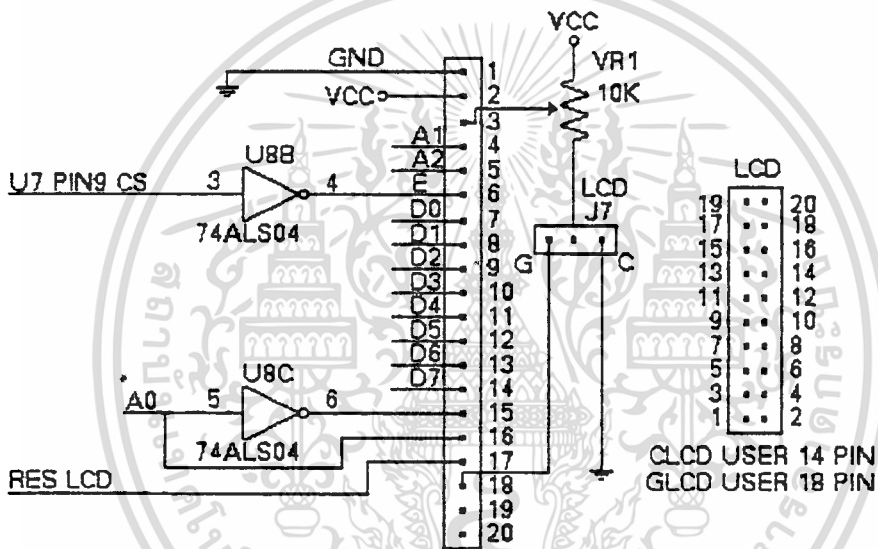 GND
VCC
U8B
U7 PIN9 CS
3
4
74ALS04
A1
A2
E
D0
D1
D2
D3
D4
D5
D6
D7
U8C
A0
5
6
74ALS04
RES LCD
1
2
3
4
5
6
7
8
9
10
11
12
13
14
15
16
17
18
19
20
VCC
VR1
10K
LCD
J7
G
C
LCD
19 20
17 18
15 16
13 14
11 12
9 10
7 8
5 6
3 4
1 2
CLCD USER 14 PIN
GLCD USER 18 PIN